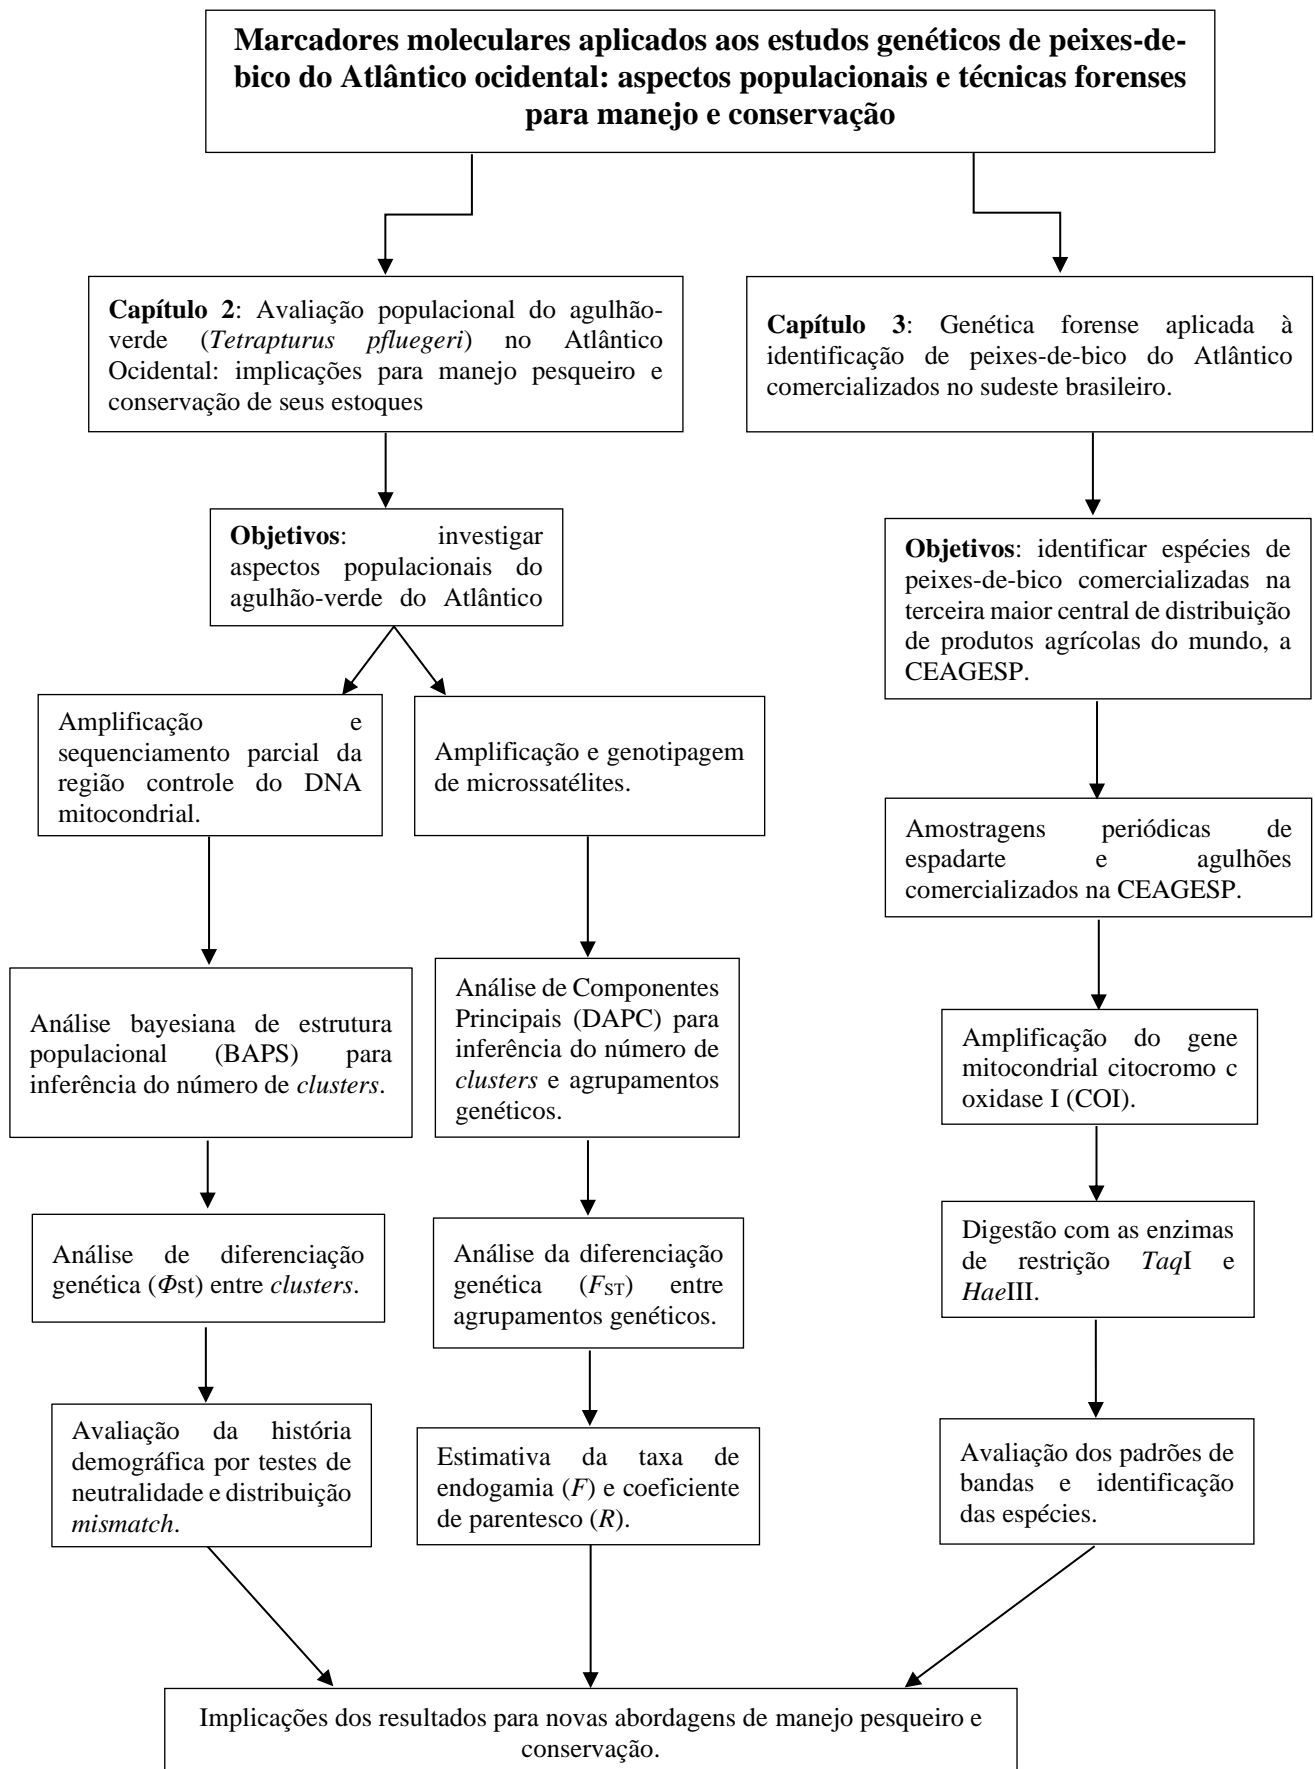 Marcadores moleculares aplicados aos estudos genéticos de peixes-de-
bico do Atlântico ocidental: aspectos populacionais e técnicas forenses
para manejo e conservação
Capítulo 2: Avaliação populacional do agulhão-
verde (Tetrapturus pfluegeri) no Atlântico
Ocidental: implicações para manejo pesqueiro e
conservação de seus estoques
Capítulo 3: Genética forense aplicada à
identificação de peixes-de-bico do Atlântico
comercializados no sudeste brasileiro.
Objetivos: investigar
aspectos populacionais do
agulhão-verde do Atlântico
Objetivos: identificar espécies de
peixes-de-bico comercializadas na
terceira maior central de distribuição
de produtos agrícolas do mundo, a
CEAGESP.
Amplificação e
sequenciamento parcial da
região controle do DNA
mitocondrial.
Amplificação e genotipagem
de microssatélites.
Amostragens periódicas de
espadarte e agulhões
comercializados na CEAGESP.
Análise bayesiana de estrutura
populacional (BAPS) para
inferência do número de clusters.
Análise de Componentes
Principais (DAPC) para
inferência do número de
clusters e agrupamentos
genéticos.
Amplificação do gene
mitocondrial citocromo c
oxidase I (COI).
Análise de diferenciação
genética (Φst) entre clusters.
Análise da diferenciação
genética (FST) entre
agrupamentos genéticos.
Digestão com as enzimas
de restrição TaqI e
HaeIII.
Avaliação da história
demográfica por testes de
neutralidade e distribuição
mismatch.
Estimativa da taxa de
endogamia (F) e coeficiente
de parentesco (R).
Avaliação dos padrões de
bandas e identificação
das espécies.
Implicações dos resultados para novas abordagens de manejo pesqueiro e
conservação.